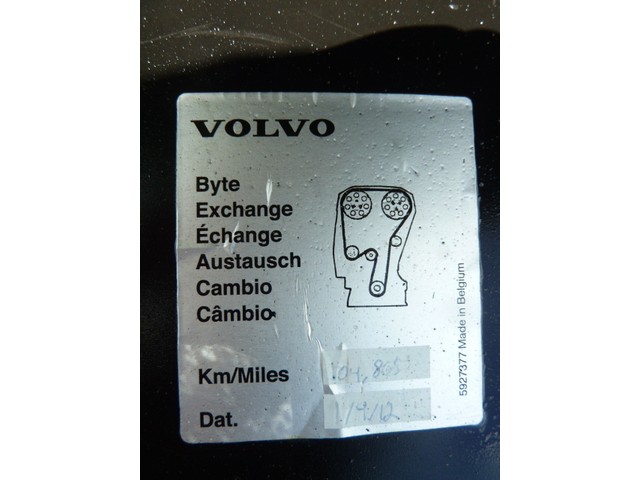 VOLVO
Byte
Exchange
Échange
Austausch
Cambio
Câmbio
Km/Miles
Dat. 1/4/12
5927377 Made in Belgium